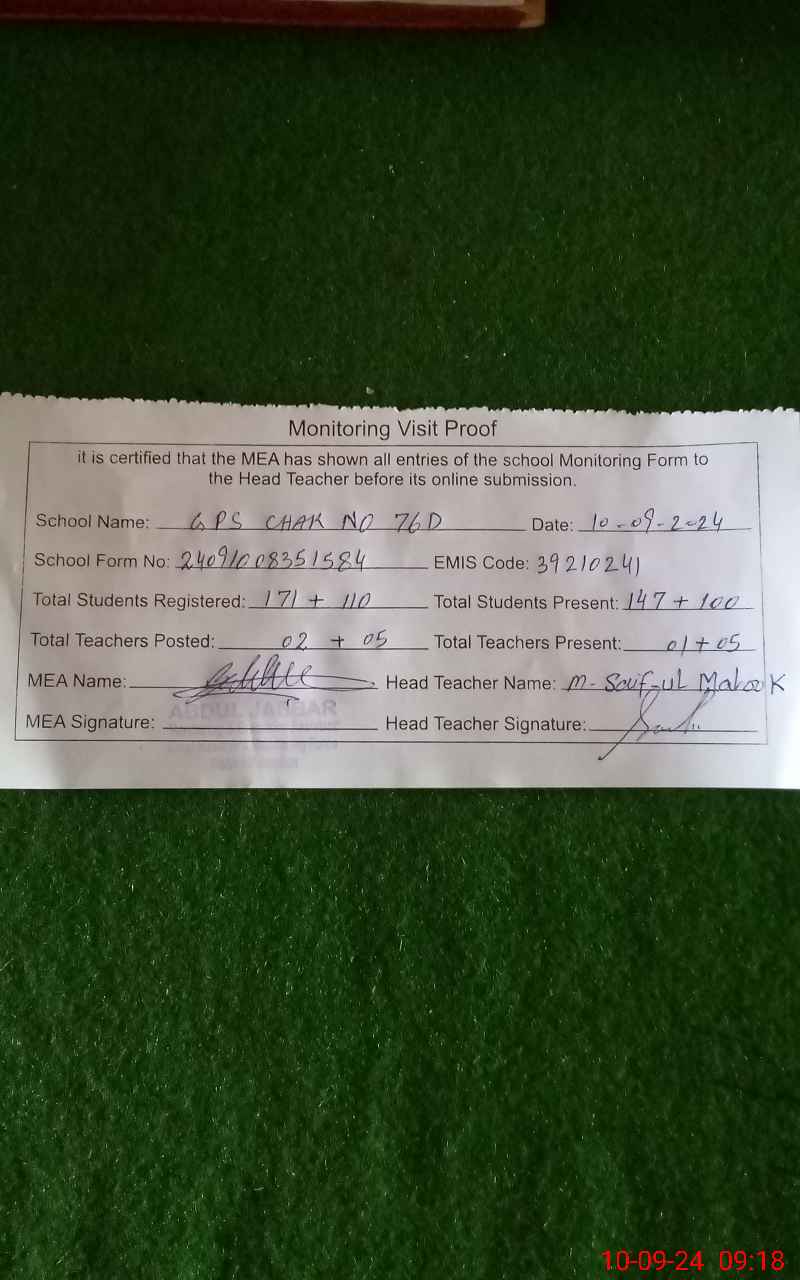 Monitoring Visit Proof
it is certified that the MEA has shown all entries of the school Monitoring Form to
the Head Teacher before its online submission.
School Name: GPS CHAK NO 76D Date: 10-09-2024
School Form No: 24091008351584 EMIS Code: 39210241
Total Students Registered: 171 + 110 Total Students Present: 147 + 100
Total Teachers Posted: 02 + 05 Total Teachers Present: 01 + 05
MEA Name: Head Teacher Name: M- Saif-ul Malook
MEA Signature: Head Teacher Signature:
10-09-24 09:18